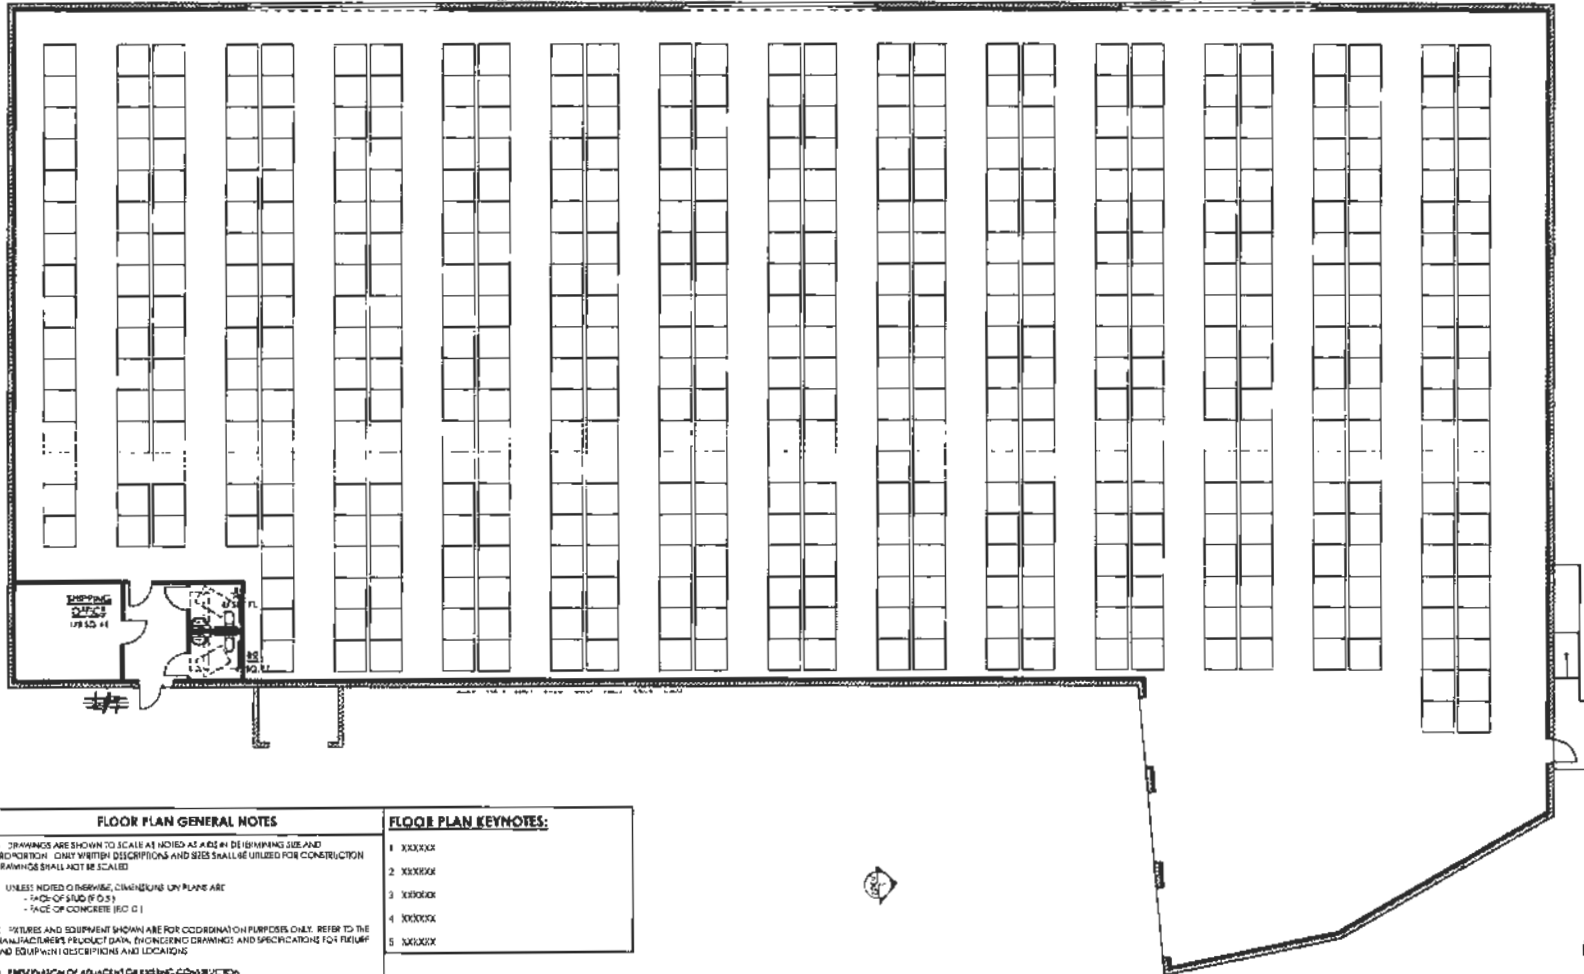 SHIPPING
OFFICE
FLOOR PLAN GENERAL NOTES
DRAWINGS ARE SHOWN TO SCALE AS NOTED AS AIDS IN DETERMINING SIZE AND
PROPORTION. ONLY WRITTEN DESCRIPTIONS AND SIZES SHALL BE UTILIZED FOR CONSTRUCTION
DRAWINGS SHALL NOT BE SCALED
UNLESS NOTED OTHERWISE, DIMENSIONS ON PLANS ARE
- FACE OF STUD (F.O.S.)
- FACE OF CONCRETE (F.O.C.)
FIXTURES AND EQUIPMENT SHOWN ARE FOR COORDINATION PURPOSES ONLY. REFER TO THE
MANUFACTURER'S PRODUCT DATA, ENGINEERING DRAWINGS AND SPECIFICATIONS FOR FIXTURE
AND EQUIPMENT DESCRIPTIONS AND LOCATIONS
FLOOR PLAN KEYNOTES:
1 XXXXXX
2 XXXXXX
3 XXXXXX
4 XXXXXX
5 XXXXXX